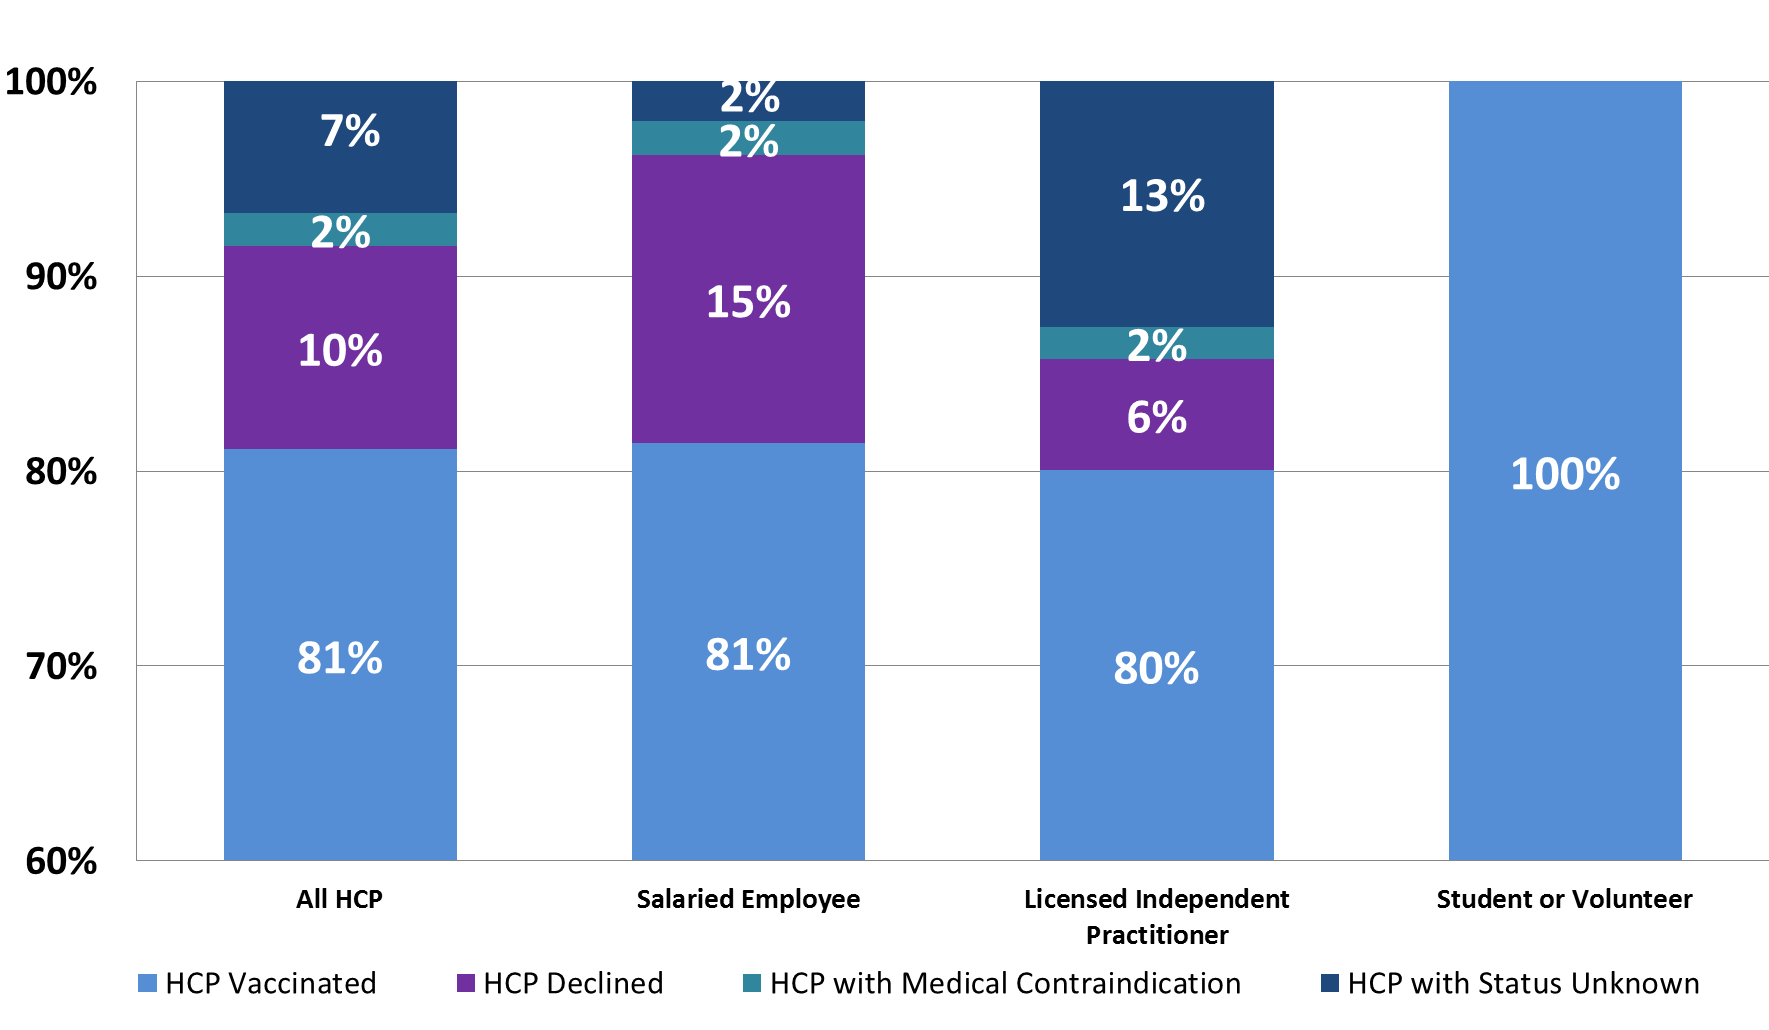 100%
90%
80%
70%
60%
7%
2%
10%
81%
2%
2%
15%
81%
13%
2%
6%
80%
100%
All HCP
Salaried Employee
Licensed Independent
Practitioner
Student or Volunteer
HCP Vaccinated
HCP Declined
HCP with Medical Contraindication
HCP with Status Unknown